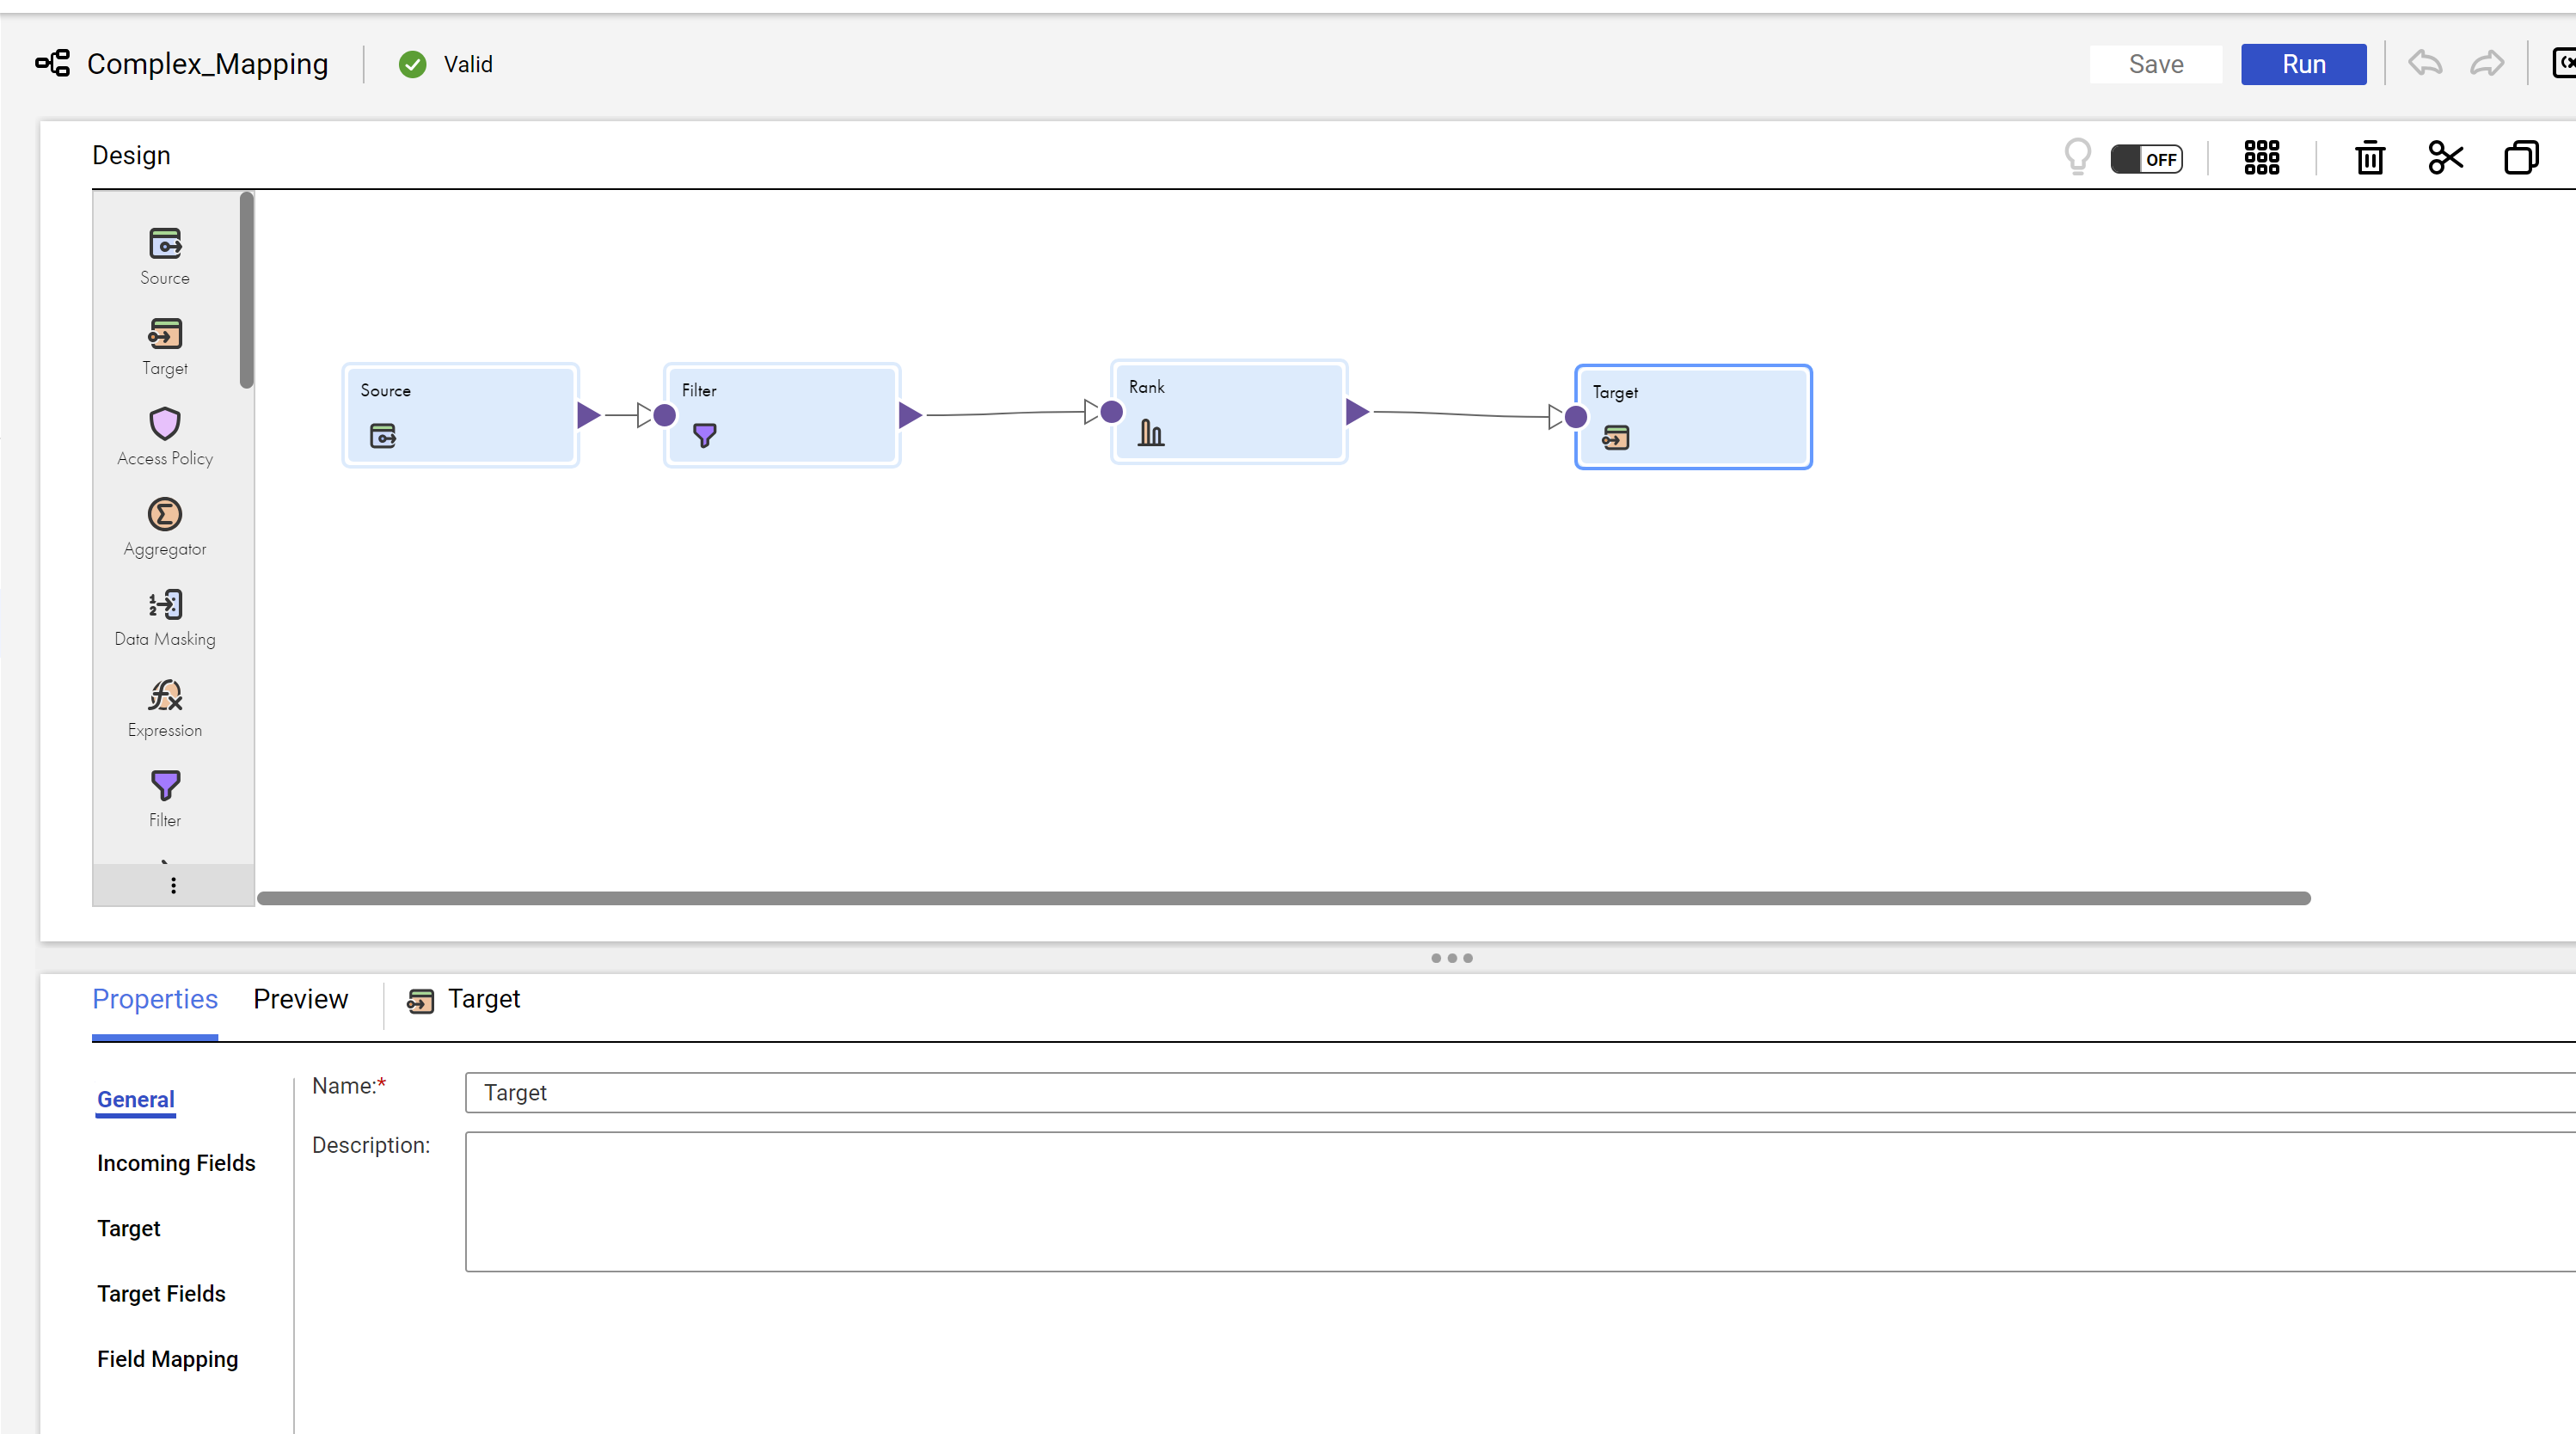 Complex_Mapping
Valid
Save
Run
Design
OFF
Source
Target
Access Policy
Aggregator
Data Masking
Expression
Filter
Source
Filter
Rank
Target
Properties
Preview
Target
General
Incoming Fields
Target
Target Fields
Field Mapping
Name:*
Target
Description: